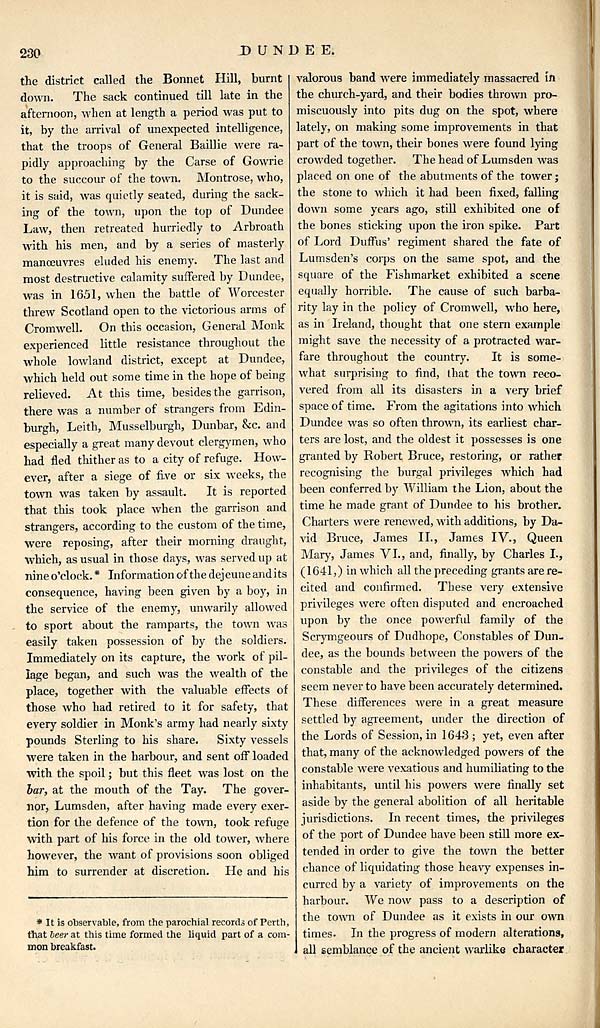 230
DUNDEE.
the district called the Bonnet Hill, burnt
down. The sack continued till late in the
afternoon, when at length a period was put to
it, by the arrival of unexpected intelligence,
that the troops of General Baillie were ra-
pidly approaching by the Carse of Gowrie
to the succour of the town. Montrose, who,
it is said, was quietly seated, during the sack-
ing of the town, upon the top of Dundee
Law, then retreated hurriedly to Arbroath
with his men, and by a series of masterly
manœuvres eluded his enemy. The last and
most destructive calamity suffered by Dundee,
was in 1651, when the battle of Worcester
threw Scotland open to the victorious arms of
Cromwell. On this occasion, General Monk
experienced little resistance throughout the
whole lowland district, except at Dundee,
which held out some time in the hope of being
relieved. At this time, besides the garrison,
there was a number of strangers from Edin-
burgh, Leith, Musselburgh, Dunbar, &c. and
especially a great many devout clergymen, who
had fled thither as to a city of refuge. How-
ever, after a siege of five or six weeks, the
town was taken by assault. It is reported
that this took place when the garrison and
strangers, according to the custom of the time,
were reposing, after their morning draught,
which, as usual in those days, was served up at
nine o'clock.* Information of the dejeune and its
consequence, having been given by a boy, in
the service of the enemy, unwarily allowed
to sport about the ramparts, the town was
easily taken possession of by the soldiers.
Immediately on its capture, the work of pil-
lage began, and such was the wealth of the
place, together with the valuable effects of
those who had retired to it for safety, that
every soldier in Monk's army had nearly sixty
pounds Sterling to his share. Sixty vessels
were taken in the harbour, and sent off loaded
with the spoil; but this fleet was lost on the
bar, at the mouth of the Tay. The gover-
nor, Lumsden, after having made every exer-
tion for the defence of the town, took refuge
with part of his force in the old tower, where
however, the want of provisions soon obliged
him to surrender at discretion. He and his
* It is observable, from the parochial records of Perth,
that beer at this time formed the liquid part of a com-
mon breakfast.
valorous band were immediately massacred in
the church-yard, and their bodies thrown pro-
miscuously into pits dug on the spot, where
lately, on making some improvements in that
part of the town, their bones were found lying
crowded together. The head of Lumsden was
placed on one of the abutments of the tower;
the stone to which it had been fixed, falling
down some years ago, still exhibited one of
the bones sticking upon the iron spike. Part
of Lord Duffus' regiment shared the fate of
Lumsden's corps on the same spot, and the
square of the Fishmarket exhibited a scene
equally horrible. The cause of such barba-
rity lay in the policy of Cromwell, who here,
as in Ireland, thought that one stern example
might save the necessity of a protracted war-
fare throughout the country. It is some-
what surprising to find, that the town reco-
vered from all its disasters in a very brief
space of time. From the agitations into which
Dundee was so often thrown, its earliest char-
ters are lost, and the oldest it possesses is one
granted by Robert Bruce, restoring, or rather
recognising the burgal privileges which had
been conferred by William the Lion, about the
time he made grant of Dundee to his brother.
Charters were renewed, with additions, by Da-
vid Bruce, James II., James IV., Queen
Mary, James VI., and, finally, by Charles I.,
(1641,) in which all the preceding grants are re-
cited and confirmed. These very extensive
privileges were often disputed and encroached
upon by the once powerful family of the
Scrymgeours of Dudhope, Constables of Dun-
dee, as the bounds between the powers of the
constable and the privileges of the citizens
seem never to have been accurately determined.
These differences were in a great measure
settled by agreement, under the direction of
the Lords of Session, in 1643; yet, even after
that, many of the acknowledged powers of the
constable were vexatious and humiliating to the
inhabitants, until his powers were finally set
aside by the general abolition of all heritable
jurisdictions. In recent times, the privileges
of the port of Dundee have been still more ex-
tended in order to give the town the better
chance of liquidating those heavy expenses in-
curred by a variety of improvements on the
harbour. We now pass to a description of
the town of Dundee as it exists in our own
times. In the progress of modern alterations,
all semblance of the ancient warlike character